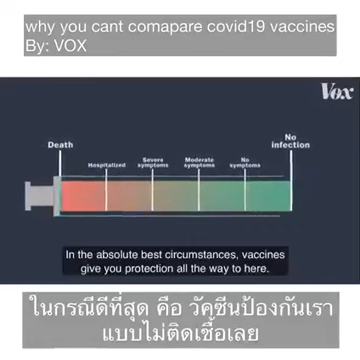 why you cant comapare covid19 vaccines
By: VOX
Vox
No
infection
Death
Hospitalized
Severe
symptoms
Moderate
symptoms
No
symptoms
In the absolute best circumstances, vaccines
give you protection all the way to here.
ในกรณีดีที่สุด คือ วัคซีนป้องกันเรา
แบบไม่ติดเชื้อเลย